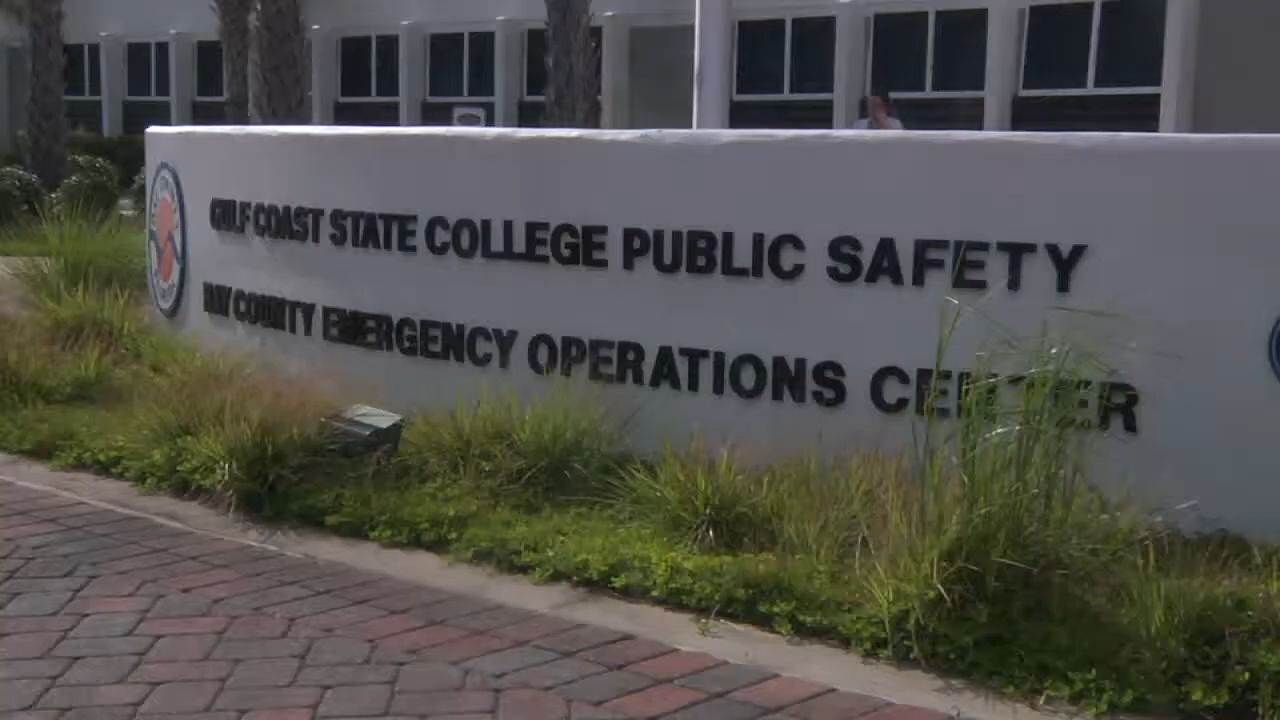 GULF COAST STATE COLLEGE PUBLIC SAFETY
BAY COUNTY EMERGENCY OPERATIONS CENTER